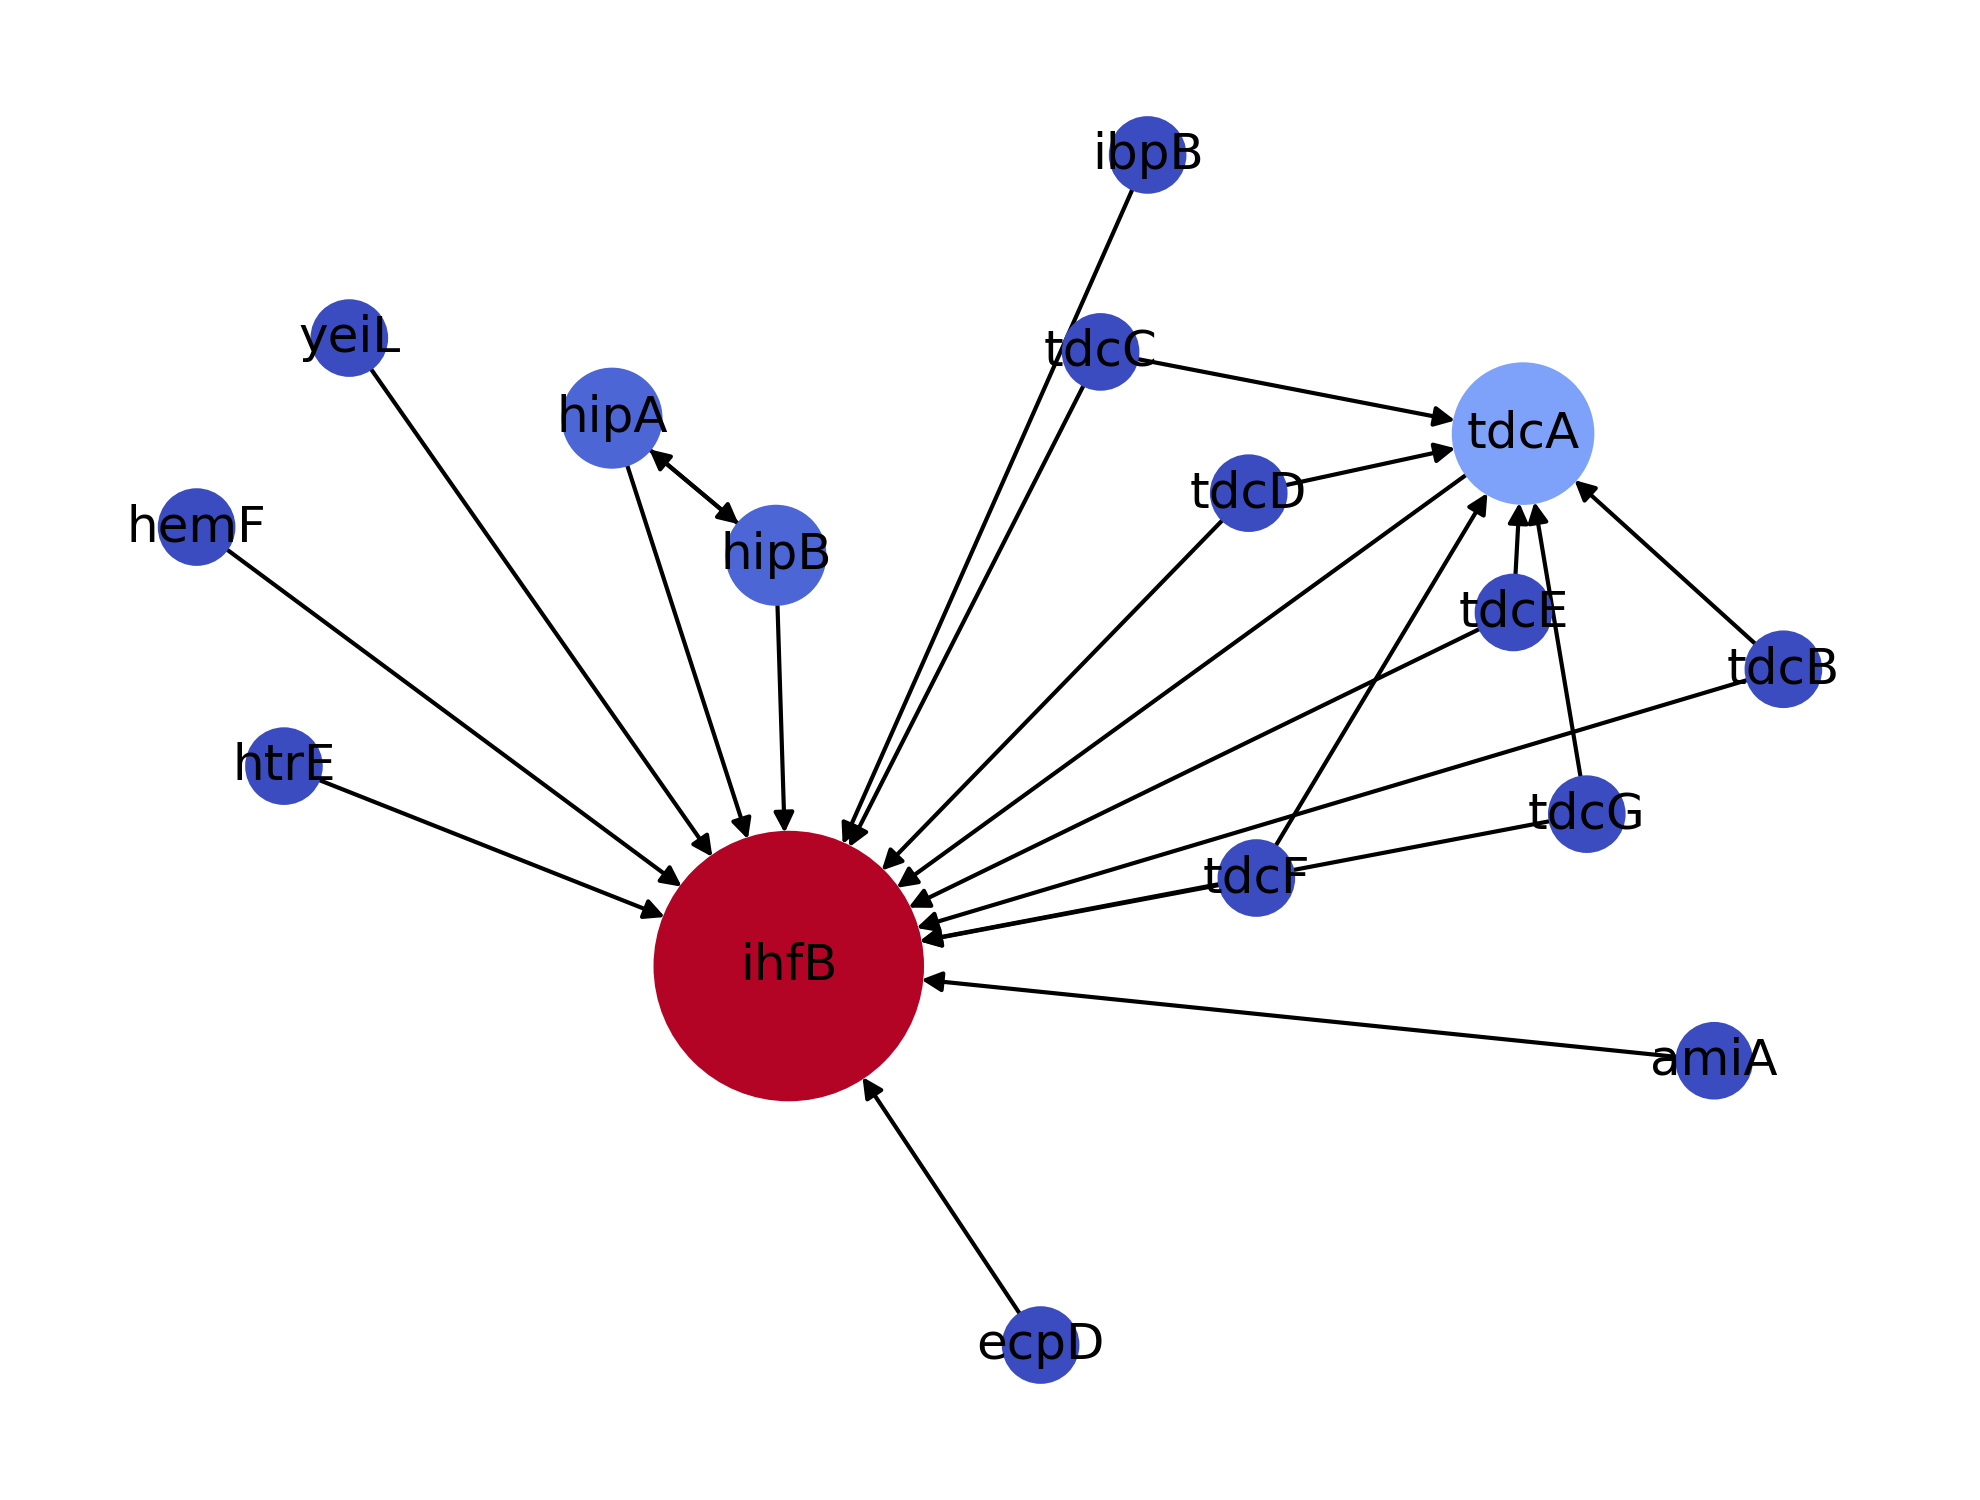 ibpB
yeiL
tdcC
hipA
tdcA
tdcD
hemF
hipB
tdcE
tdcB
htrE
tdcG
tdcF
ihfB
amiA
ecpD